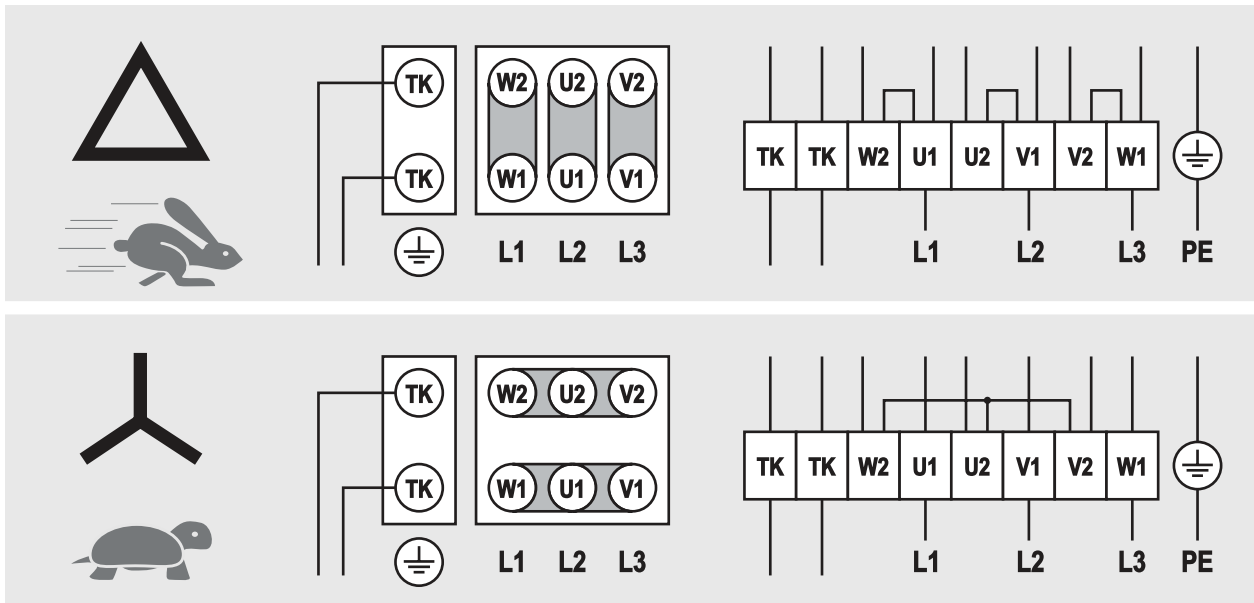 TK W2 U2 V2
TK W1 U1 V1
L1 L2 L3
TK TK W2 U1 U2 V1 V2 W1
L1 L2 L3 PE
TK W2 U2 V2
TK W1 U1 V1
L1 L2 L3
TK TK W2 U1 U2 V1 V2 W1
L1 L2 L3 PE